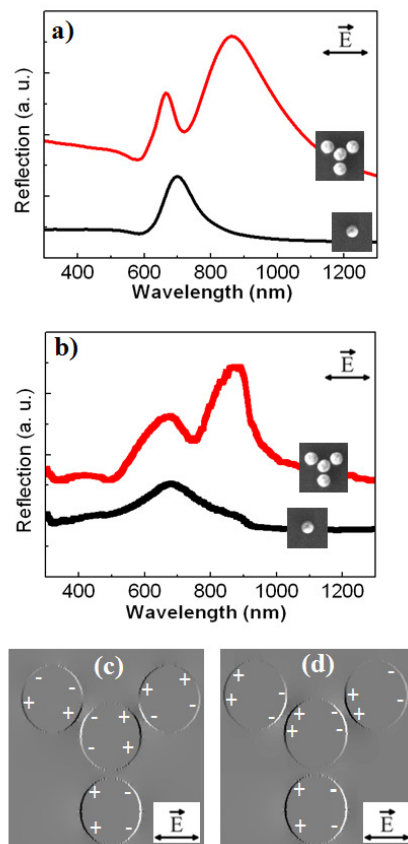 a)
E
Reflection (a. u.)
400 600 800 1000 1200
Wavelength (nm)
b)
E
Reflection (a. u.)
400 600 800 1000 1200
Wavelength (nm)
(c) (d)
- - + + - - + -
+ + - - + - + -
- + + -
- + + -
+ - + -
+ - + -
E E